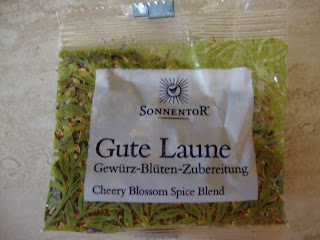 SONNENTOR®
Gute Laune
Gewürz-Blüten-Zubereitung
Cheery Blossom Spice Blend